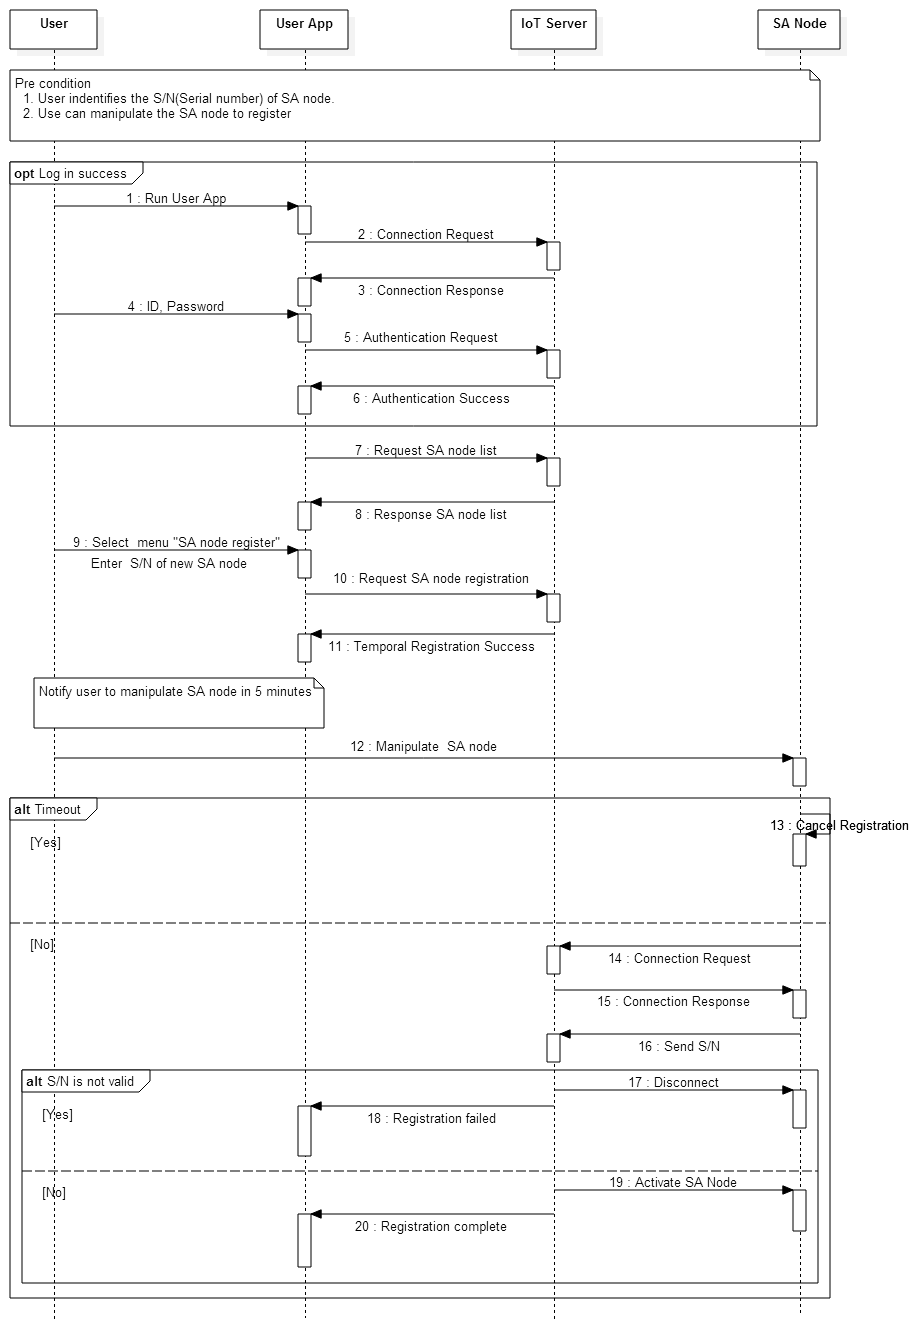 User
User App
IoT Server
SA Node
Pre condition
1. User indentifies the S/N(Serial number) of SA node.
2. Use can manipulate the SA node to register
opt Log in success
1 : Run User App
2 : Connection Request
3 : Connection Response
4 : ID, Password
5 : Authentication Request
6 : Authentication Success
7 : Request SA node list
8 : Response SA node list
9 : Select menu "SA node register"
Enter S/N of new SA node
10 : Request SA node registration
11 : Temporal Registration Success
Notify user to manipulate SA node in 5 minutes
12 : Manipulate SA node
alt Timeout
13 : Cancel Registration
[Yes]
[No]
14 : Connection Request
15 : Connection Response
16 : Send S/N
alt S/N is not valid
17 : Disconnect
[Yes]
18 : Registration failed
19 : Activate SA Node
[No]
20 : Registration complete